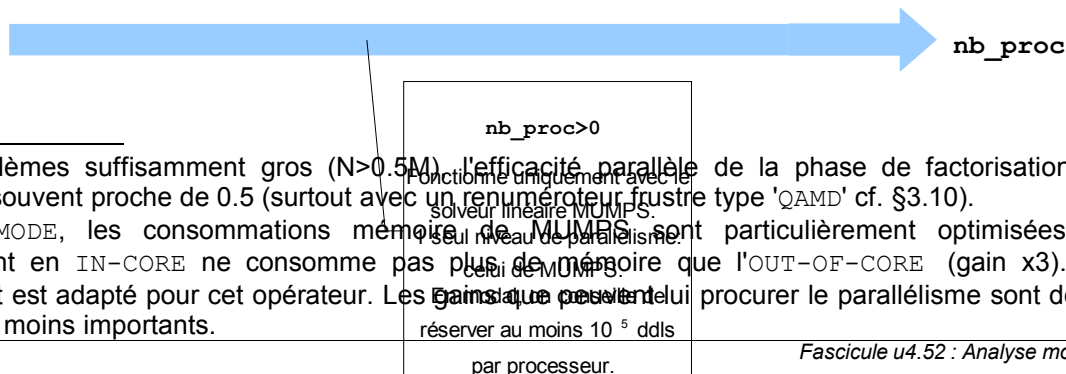 nb_proc
nb_proc>0
lèmes suffisamment gros (N>0.5M), l'efficacité parallèle de la phase de factorisation
souvent proche de 0.5 (surtout avec un renuméroteur frustre type 'QAMD' cf. §3.10).
MODE, les consommations mémoire de MUMPS sont particulièrement optimisées
nt en IN-CORE ne consomme pas plus de mémoire que l'OUT-OF-CORE (gain x3).
t est adapté pour cet opérateur. Les gains que peuvent lui procurer le parallélisme sont de
moins importants.
Fonctionne uniquement avec le
solveur linéaire MUMPS.
1 seul niveau de parallélisme:
celui de MUMPS.
En modal, on conseille de
réserver au moins 10 5 ddls
par processeur.
Fascicule u4.52 : Analyse mo